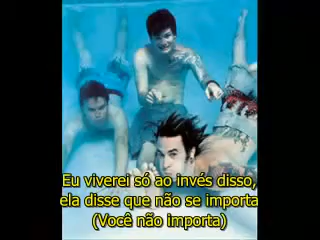 Eu viverei só ao invés disso,
ela disse que não se importa
(Você não importa)